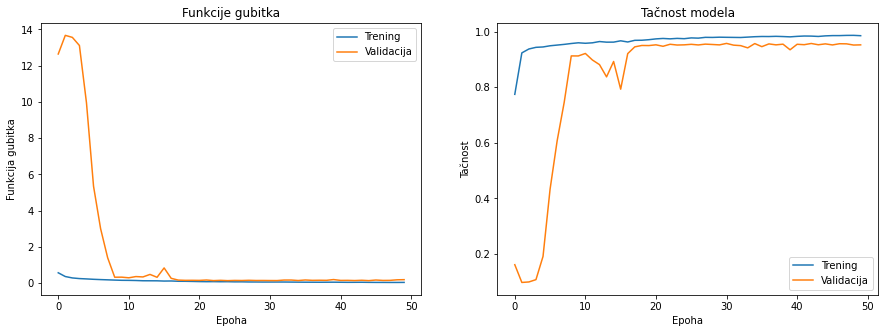 Funkcije gubitka
14
12
10
8
6
4
2
0
Funkcija gubitka
0
10
20
30
40
50
Epoha
Trening
Validacija
Tačnost modela
1.0
0.8
0.6
0.4
0.2
Tačnost
0
10
20
30
40
50
Epoha
Trening
Validacija